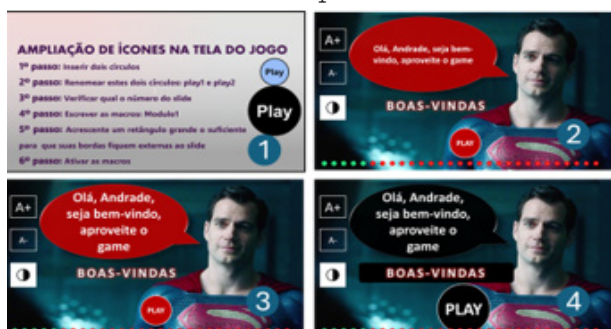 AMPLIAÇÃO DE ÍCONES NA TELA DO JOGO
1º passo: Inserir dois círculos
2º passo: Renomear estes dois círculos: play1 e play2
3º passo: Verificar qual o número do slide
4º passo: Escrever as macros: Modulo1
5º passo: Acrescente um retângulo grande o suficiente
para que suas bordas fiquem externas ao slide
6º passo: Ativar as macros
Play
Play
1
A+
A-
Olá, Andrade, seja bem-
vindo, aproveite o game
BOAS-VINDAS
PLAY
2
A+
A-
Olá, Andrade,
seja bem-vindo,
aproveite o
game
BOAS-VINDAS
PLAY
3
A+
A-
Olá, Andrade,
seja bem-vindo,
aproveite o
game
BOAS-VINDAS
PLAY
4